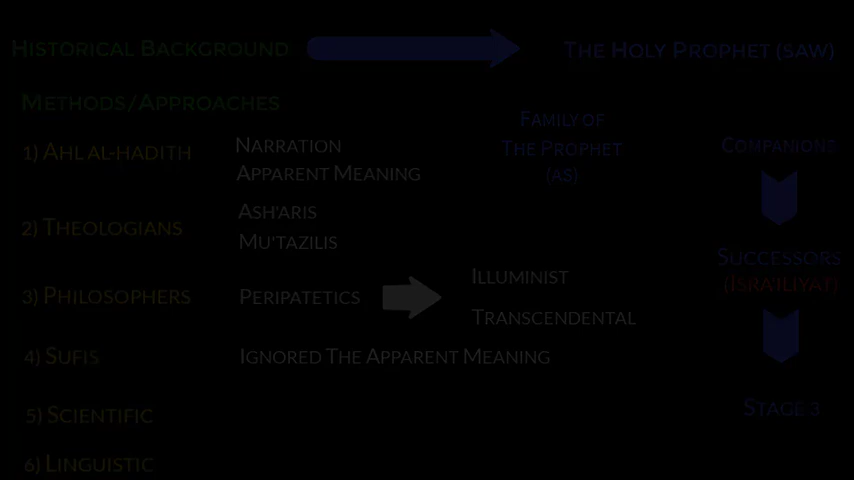 HISTORICAL BACKGROUND
THE HOLY PROPHET (SAW)
METHODS/APPROACHES
1) AHL AL-HADITH
NARRATION
APPARENT MEANING
2) THEOLOGIANS
ASH'ARIS
MU'TAZILIS
3) PHILOSOPHERS
PERIPATETICS
ILLUMINIST
TRANSCENDENTAL
4) SUFIS
IGNORED THE APPARENT MEANING
5) SCIENTIFIC
6) LINGUISTIC
FAMILY OF
THE PROPHET
(AS)
COMPANIONS
SUCCESSORS
(ISRA'ILIYAT)
STAGE 3